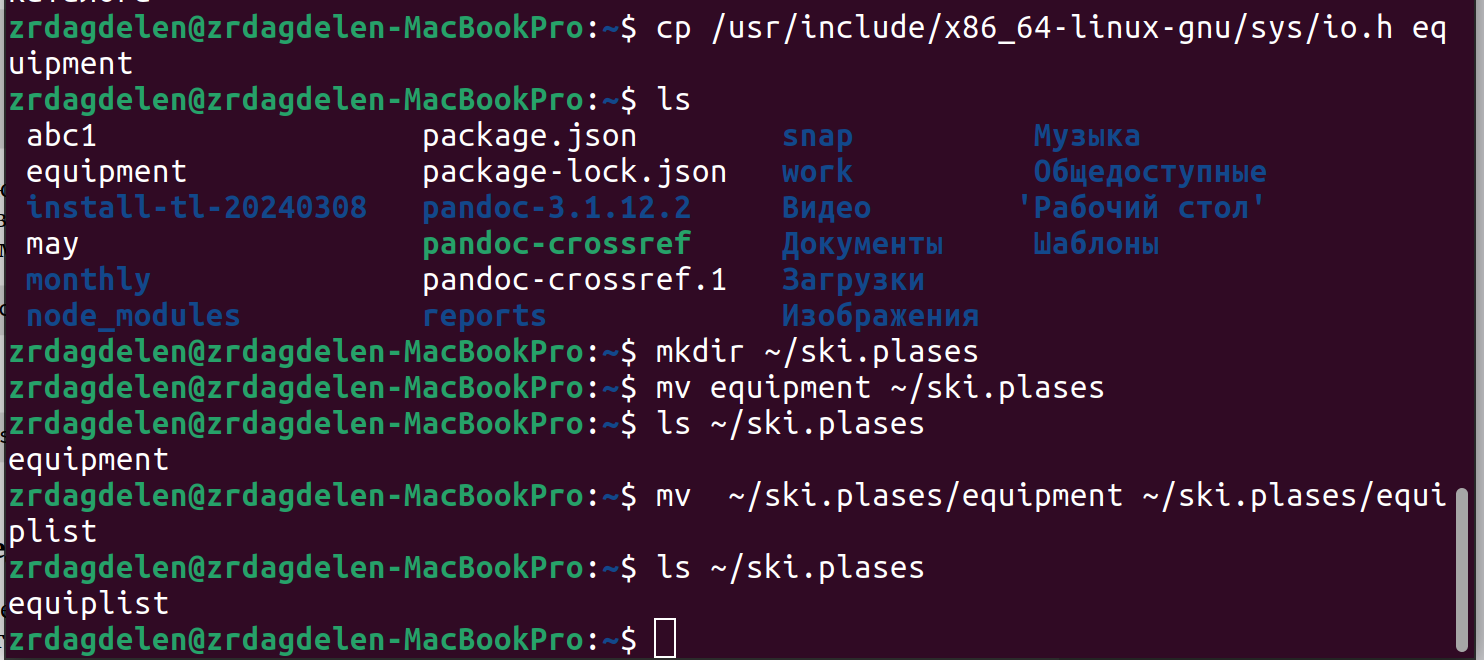 zrdagdelen@zrdagdelen-MacBookPro:~$ cp /usr/include/x86_64-linux-gnu/sys/io.h eq
uipment
zrdagdelen@zrdagdelen-MacBookPro:~$ ls
abc1 package.json snap Музыка
equipment package-lock.json work Общедоступные
install-tl-20240308 pandoc-3.1.12.2 Видео 'Рабочий стол'
may pandoc-crossref Документы Шаблоны
monthly pandoc-crossref.1 Загрузки
node_modules reports Изображения
zrdagdelen@zrdagdelen-MacBookPro:~$ mkdir ~/ski.plases
zrdagdelen@zrdagdelen-MacBookPro:~$ mv equipment ~/ski.plases
zrdagdelen@zrdagdelen-MacBookPro:~$ ls ~/ski.plases
equipment
zrdagdelen@zrdagdelen-MacBookPro:~$ mv  ~/ski.plases/equipment ~/ski.plases/equi
plist
zrdagdelen@zrdagdelen-MacBookPro:~$ ls ~/ski.plases
equiplist
zrdagdelen@zrdagdelen-MacBookPro:~$